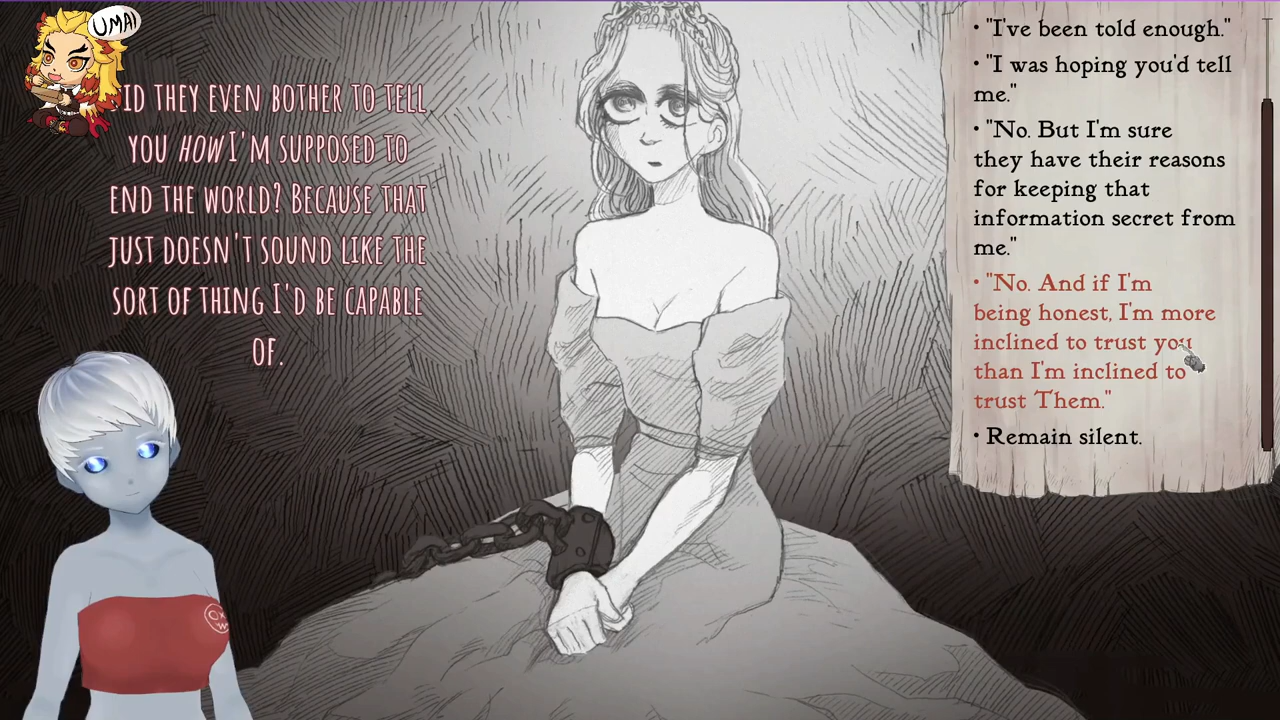 UMAI
ID THEY EVEN BOTHER TO TELL
YOU HOW I'M SUPPOSED TO
END THE WORLD? BECAUSE THAT
JUST DOESN'T SOUND LIKE THE
SORT OF THING I'D BE CAPABLE
OF.
• "I've been told enough."
• "I was hoping you'd tell
me."
• "No. But I'm sure
they have their reasons
for keeping that
information secret from
me."
• "No. And if I'm
being honest, I'm more
inclined to trust you
than I'm inclined to
trust Them."
• Remain silent.